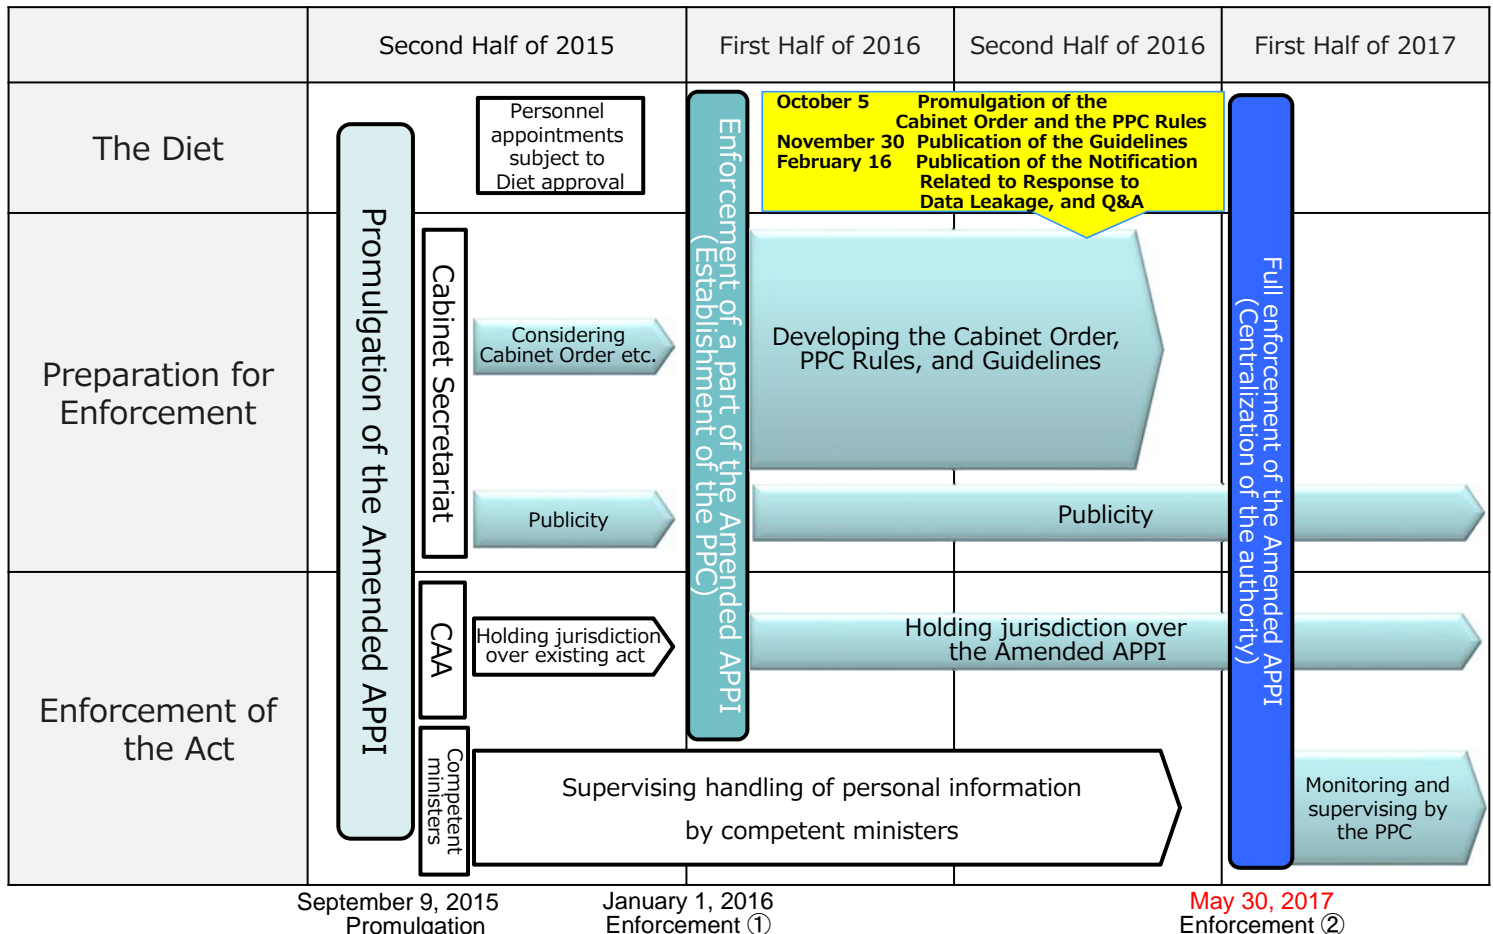 Second Half of 2015
First Half of 2016
Second Half of 2016
First Half of 2017
The Diet
Personnel
appointments
subject to
Diet approval
October 5 Promulgation of the
Cabinet Order and the PPC Rules
November 30 Publication of the Guidelines
February 16 Publication of the Notification
Related to Response to
Data Leakage, and Q&A
Promulgation of the Amended APPI
Enforcement of a part of the Amended APPI
(Establishment of the PPC)
Full enforcement of the Amended APPI
(Centralization of the authority)
Preparation for
Enforcement
Cabinet Secretariat
Considering
Cabinet Order etc.
Developing the Cabinet Order,
PPC Rules, and Guidelines
Publicity
Publicity
Enforcement of
the Act
CAA
Holding jurisdiction
over existing act
Holding jurisdiction over
the Amended APPI
Competent
ministers
Supervising handling of personal information
by competent ministers
Monitoring and
supervising by
the PPC
September 9, 2015
Promulgation
January 1, 2016
Enforcement ①
May 30, 2017
Enforcement ②